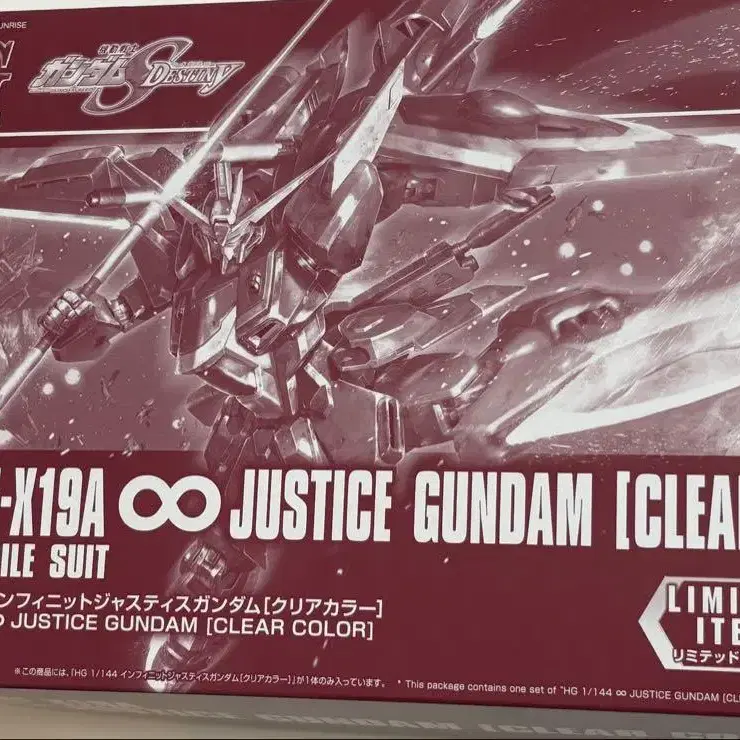 UNRISE
機動戦士
ガンダム SEED DESTINY
-X19A ∞ JUSTICE GUNDAM [CLEA
ILE SUIT
ンフィニットジャスティスガンダム[クリアカラー]
JUSTICE GUNDAM [CLEAR COLOR]
LIMI
ITE
リミテッド
※この商品には、「HG 1/144 インフィニットジャスティスガンダム[クリアカラー]」が1体のみ入っています。 * This package contains one set of "HG 1/144 ∞ JUSTICE GUNDAM [CL
JUSTICE GUNDAM [CLEAR CO